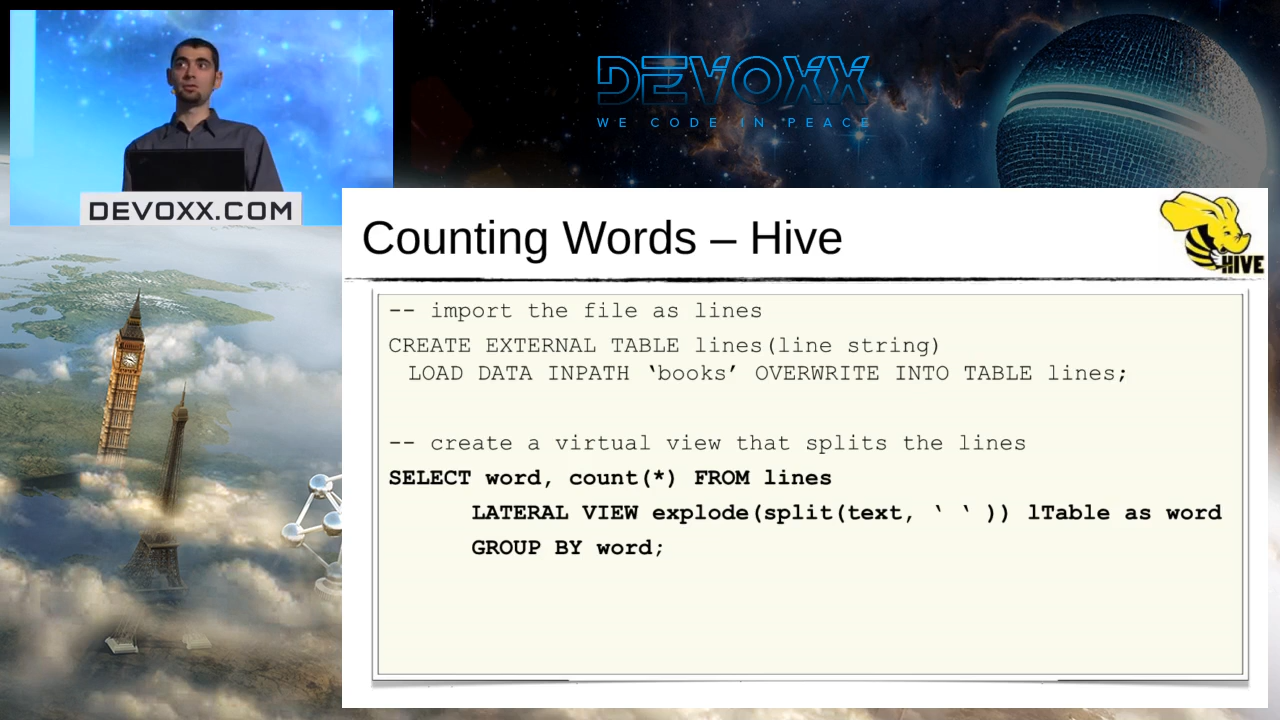 DEVOXX
WE CODE IN PEACE
DEVOXX.COM
Counting Words – Hive
HIVE
-- import the file as lines
CREATE EXTERNAL TABLE lines(line string)
LOAD DATA INPATH ‘books’ OVERWRITE INTO TABLE lines;
-- create a virtual view that splits the lines
SELECT word, count(*) FROM lines
LATERAL VIEW explode(split(text, ‘ ‘ )) lTable as word
GROUP BY word;